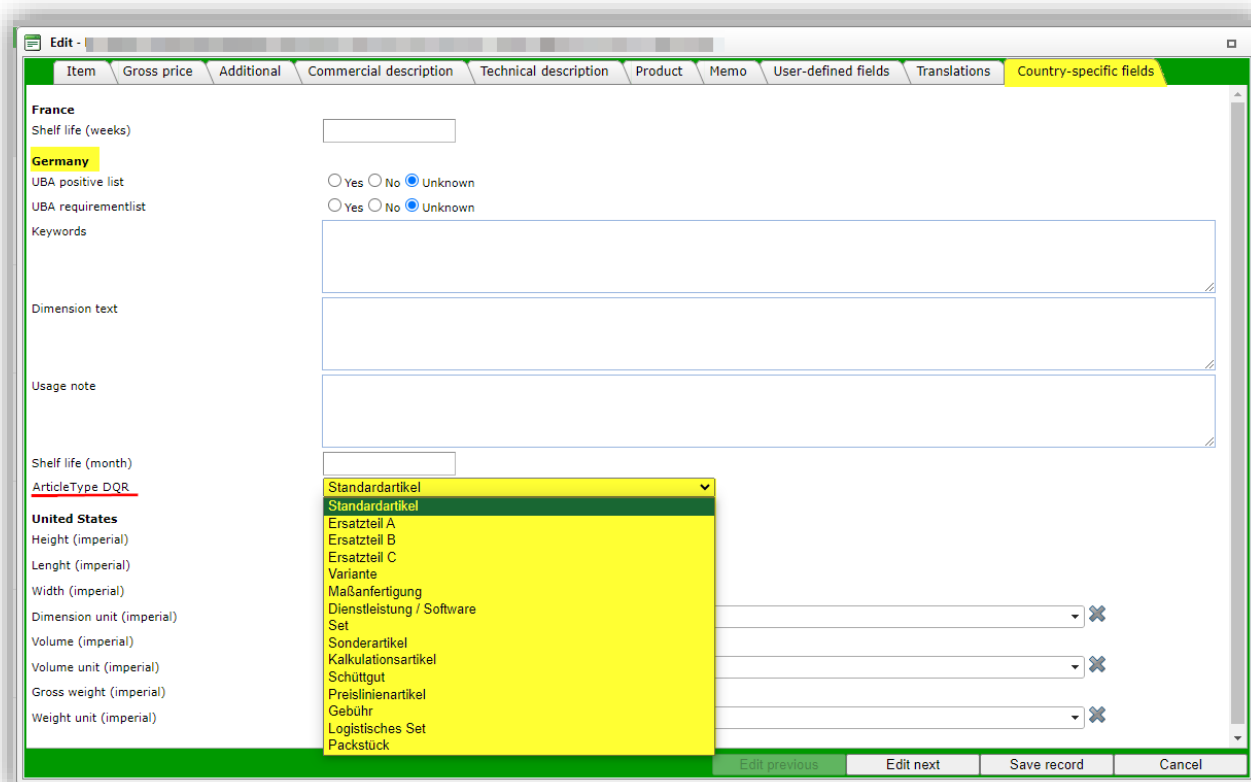 Edit -
Item Gross price Additional Commercial description Technical description Product Memo User-defined fields Translations Country-specific fields
France
Shelf life (weeks)
Germany
UBA positive list Yes No Unknown
UBA requirementlist Yes No Unknown
Keywords
Dimension text
Usage note
Shelf life (month)
ArticleType DQR Standardartikel
Standardartikel
Ersatzteil A
Ersatzteil B
Ersatzteil C
Variante
Maßanfertigung
Dienstleistung / Software
Set
Sonderartikel
Kalkulationsartikel
Schüttgut
Preislinienartikel
Gebühr
Logistisches Set
Packstück
United States
Height (imperial)
Lenght (imperial)
Width (imperial)
Dimension unit (imperial)
Volume (imperial)
Volume unit (imperial)
Gross weight (imperial)
Weight unit (imperial)
Edit previous Edit next Save record Cancel